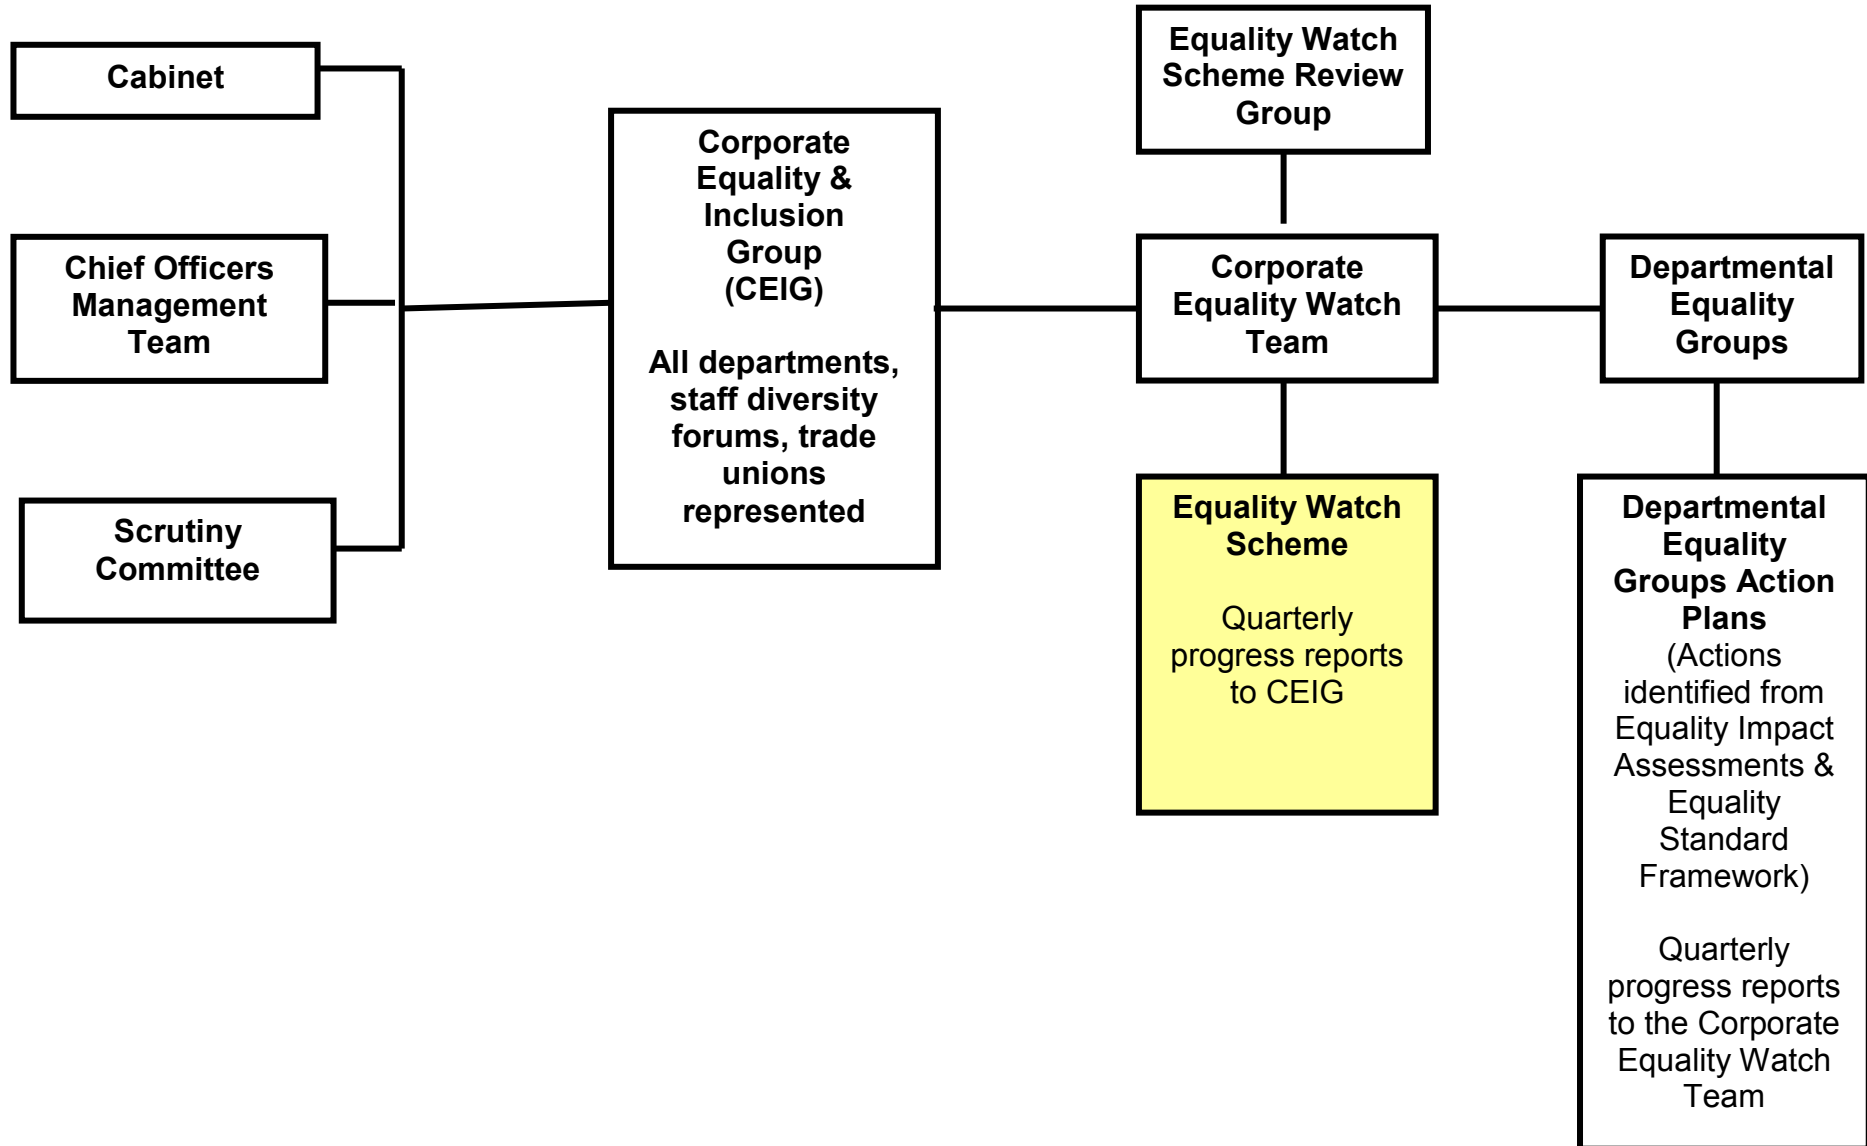 Cabinet
Chief Officers
Management
Team
Scrutiny
Committee
Corporate
Equality &
Inclusion
Group
(CEIG)
All departments,
staff diversity
forums, trade
unions
represented
Equality Watch
Scheme Review
Group
Corporate
Equality Watch
Team
Equality Watch
Scheme
Quarterly
progress reports
to CEIG
Departmental
Equality
Groups
Departmental
Equality
Groups Action
Plans
(Actions
identified from
Equality Impact
Assessments &
Equality
Standard
Framework)
Quarterly
progress reports
to the Corporate
Equality Watch
Team